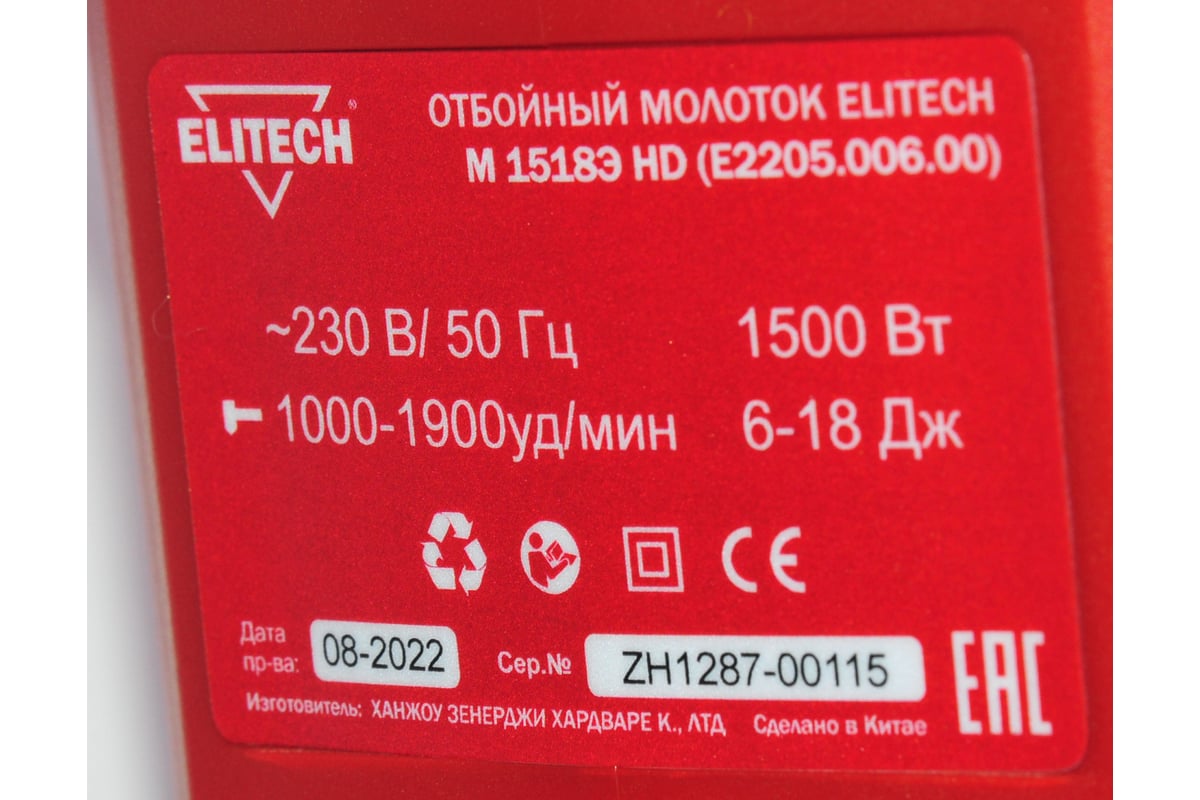 ELITECH®
ОТБОЙНЫЙ МОЛОТОК ELITECH
М 1518Э HD (E2205.006.00)
~230 В/ 50 Гц 1500 Вт
1000-1900уд/мин 6-18 Дж
CE
Дата
пр-ва: 08-2022 Сер.№ ZH1287-00115
EAC
Изготовитель: ХАНЖОУ ЗЕНЕРДЖИ ХАРДВАРЕ К., ЛТД Сделано в Китае